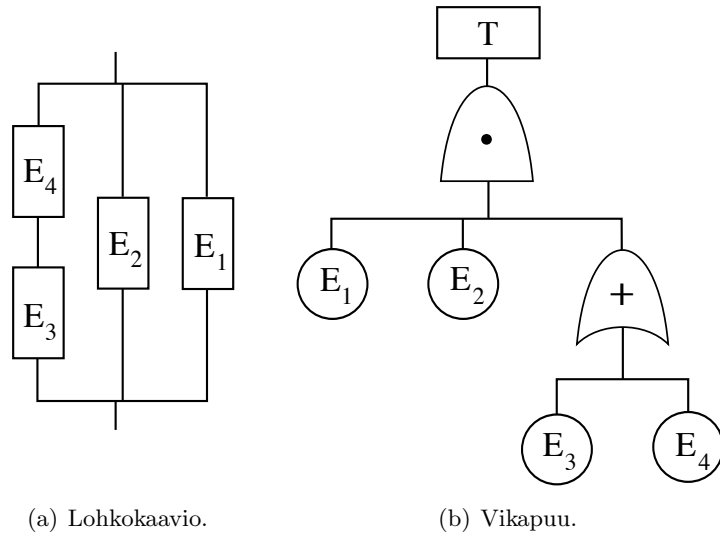 E4
E3
E2
E1
(a) Lohkokaavio.
T
•
E1
E2
+
E3
E4
(b) Vikapuu.